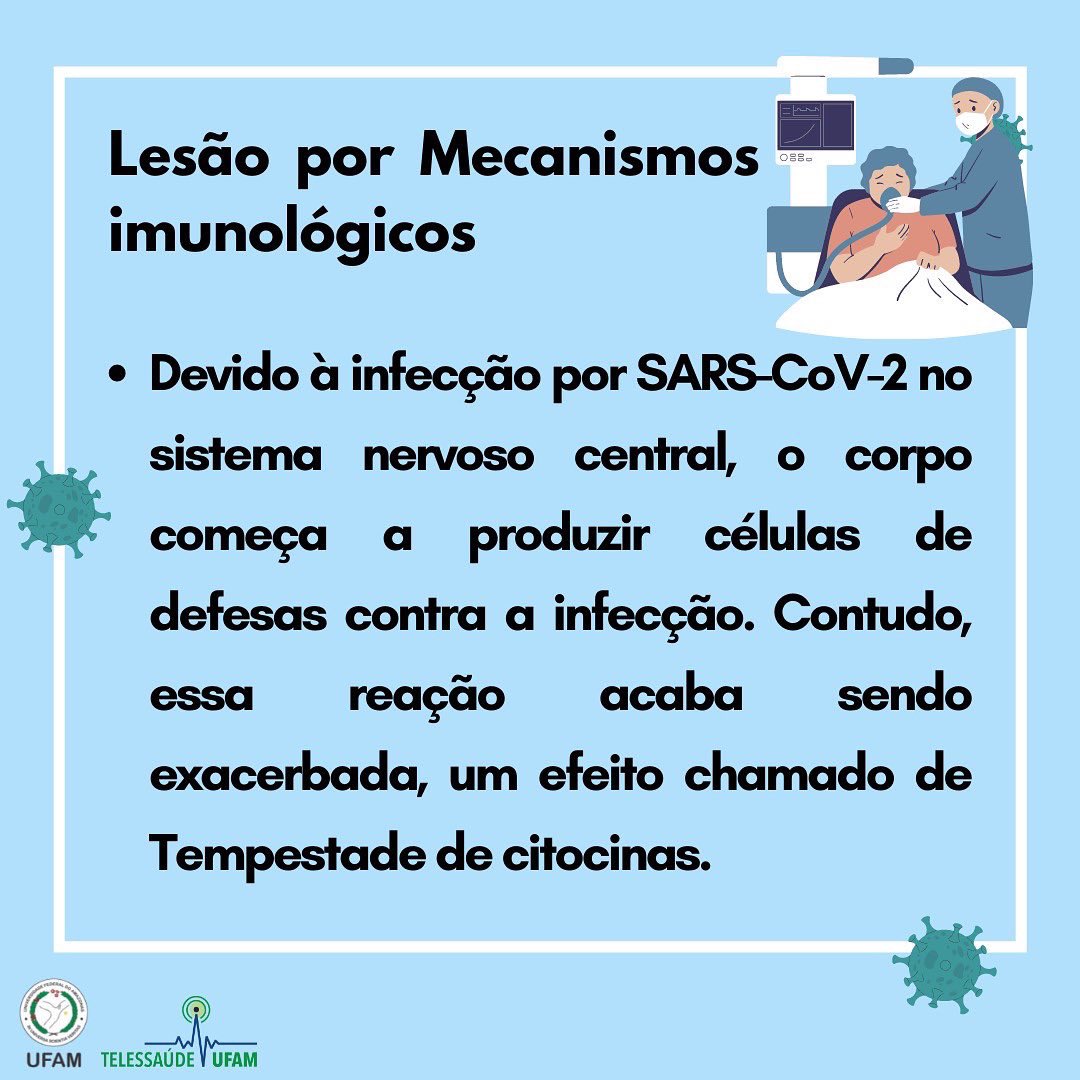 Lesão por Mecanismos
imunológicos
• Devido à infecção por SARS-CoV-2 no
sistema nervoso central, o corpo
começa a produzir células de
defesas contra a infecção. Contudo,
essa reação acaba sendo
exacerbada, um efeito chamado de
Tempestade de citocinas.
UFAM
TELESSAÚDE UFAM